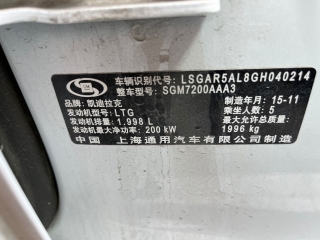 车辆识别代号: LSGAR5AL8GH040214
整车型号: SGM7200AAA3
品牌: 凯迪拉克 制造年月: 15-11
发动机型号: LTG 乘坐人数: 5
发动机排量: 1.998 L 最大允许总质量:
发动机最大净功率: 200 kW 1996 kg
中国 上海通用汽车有限公司制造